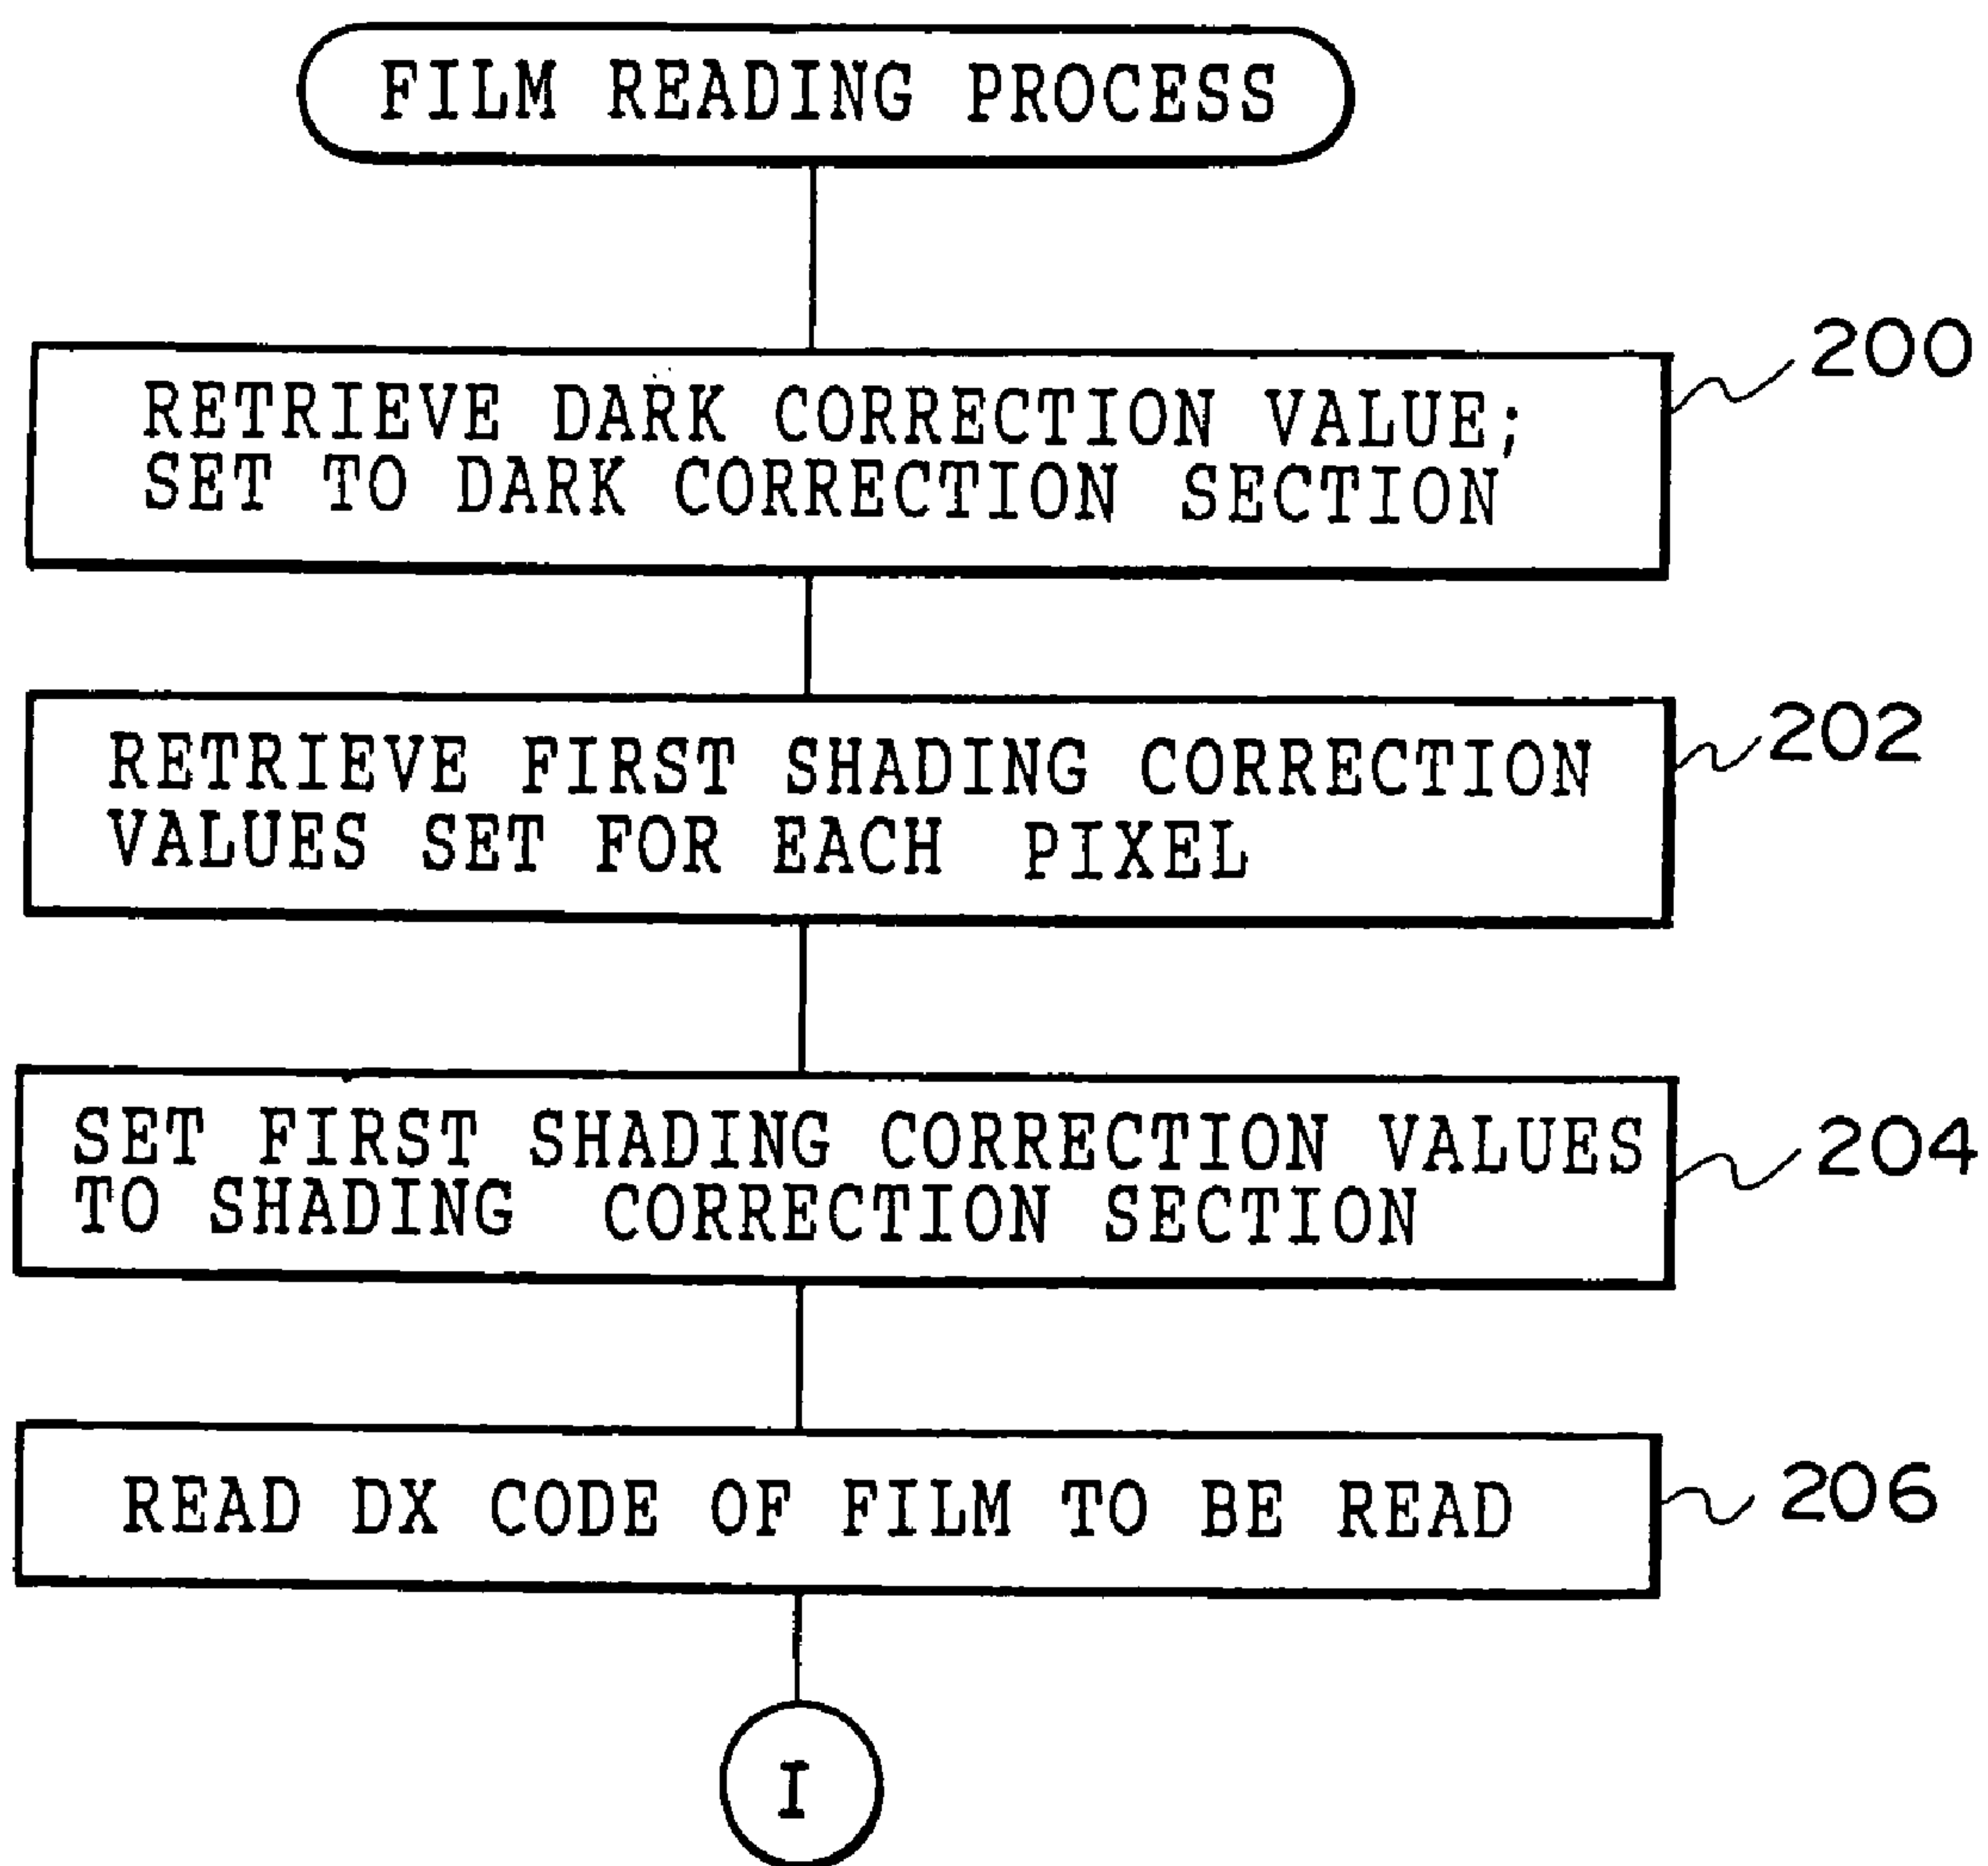 FILM READING PROCESS
200
RETRIEVE DARK CORRECTION VALUE;
SET TO DARK CORRECTION SECTION
202
RETRIEVE FIRST SHADING CORRECTION
VALUES SET FOR EACH PIXEL
204
SET FIRST SHADING CORRECTION VALUES
TO SHADING CORRECTION SECTION
206
READ DX CODE OF FILM TO BE READ
I